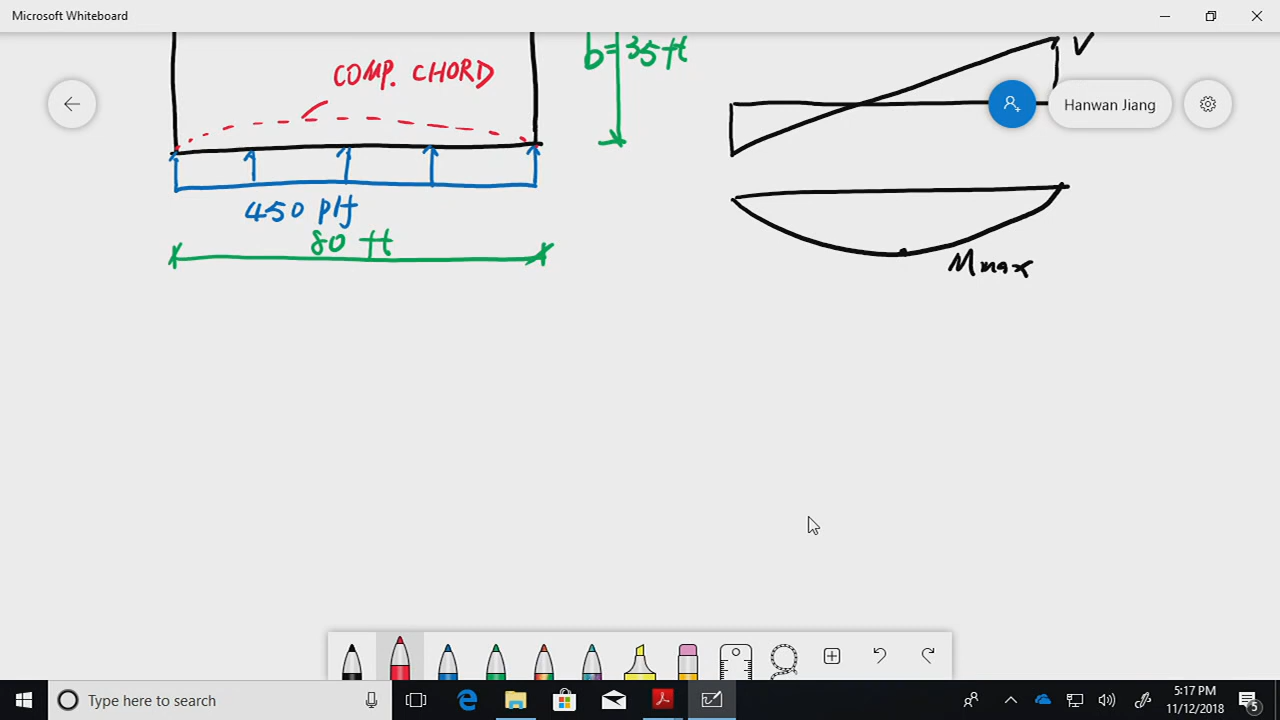 Microsoft Whiteboard
b=35ft
V
COMP. CHORD
Hanwan Jiang
450 plf
80 ft
Mmax
Type here to search
5:17 PM
11/12/2018
5